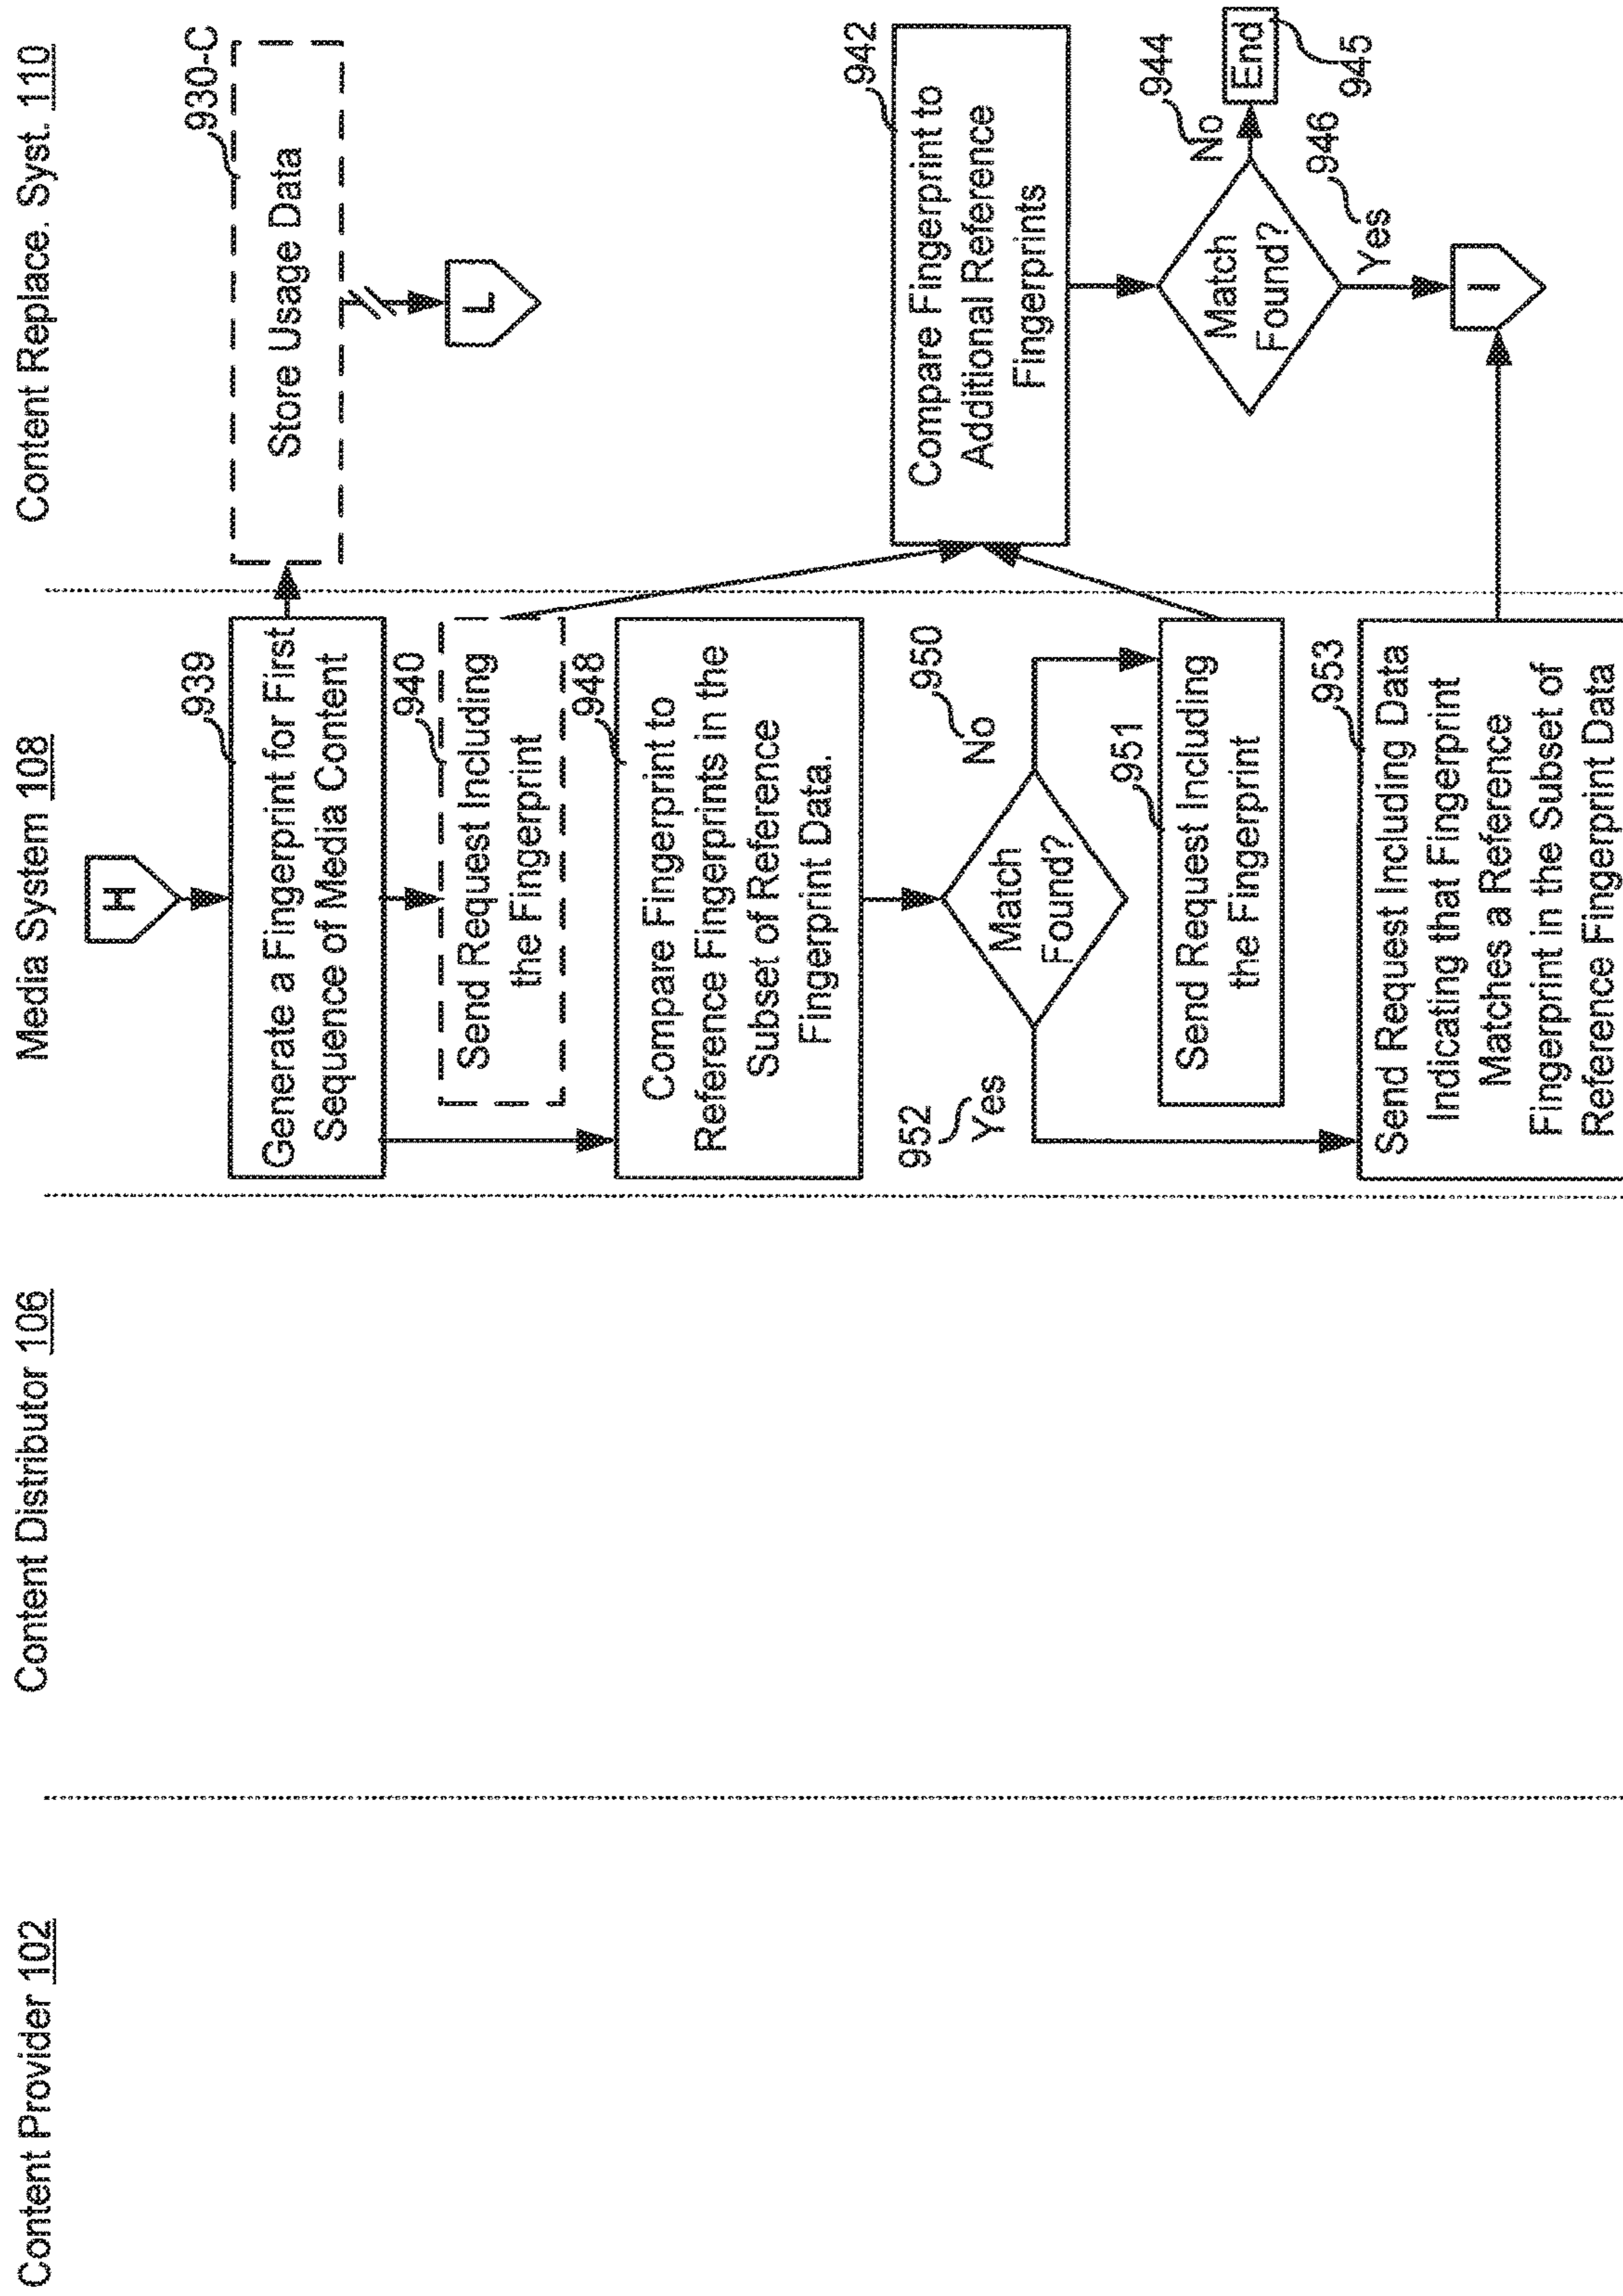 Content Provider 102
Content Distributor 106
Media System 108
Content Replace. Syst. 110
H
939
Generate a Fingerprint for First
Sequence of Media Content
930-C
Store Usage Data
L
940
Send Request Including
the Fingerprint
948
Compare Fingerprint to
Reference Fingerprints in the
Subset of Reference
Fingerprint Data.
942
Compare Fingerprint to
Additional Reference
Fingerprints
952
Yes
Match
Found?
950
No
951
Send Request Including
the Fingerprint
Match
Found?
944
No
End
945
946
Yes
I
953
Send Request Including Data
Indicating that Fingerprint
Matches a Reference
Fingerprint in the Subset of
Reference Fingerprint Data